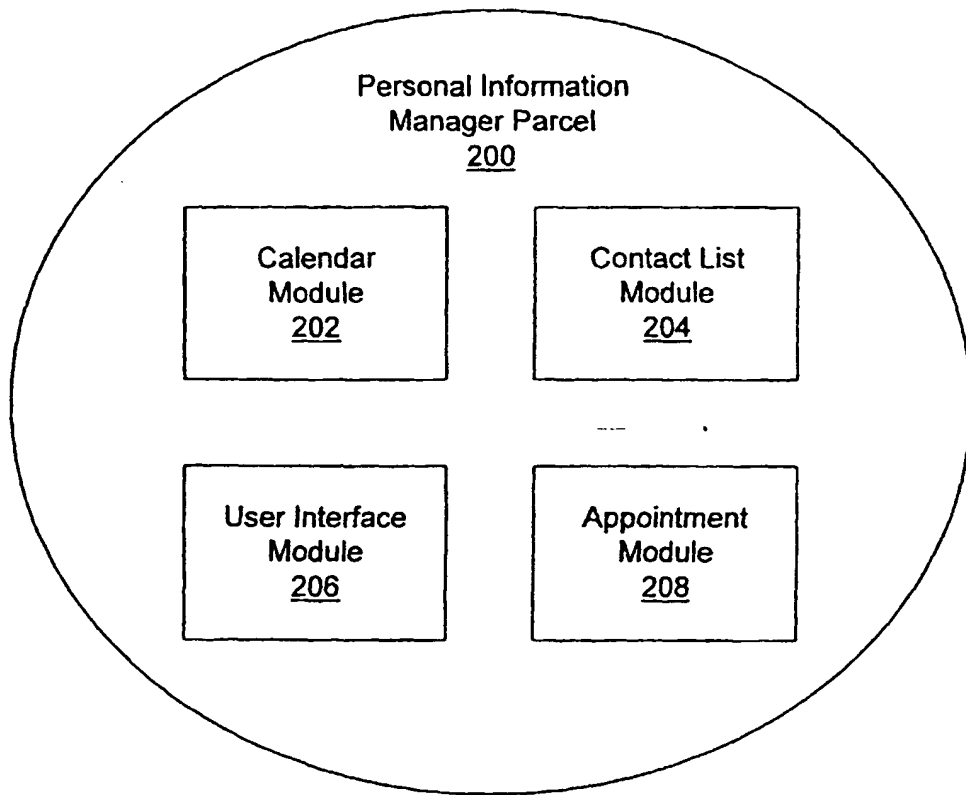 Personal Information
Manager Parcel
200
Calendar
Module
202
Contact List
Module
204
User Interface
Module
206
Appointment
Module
208